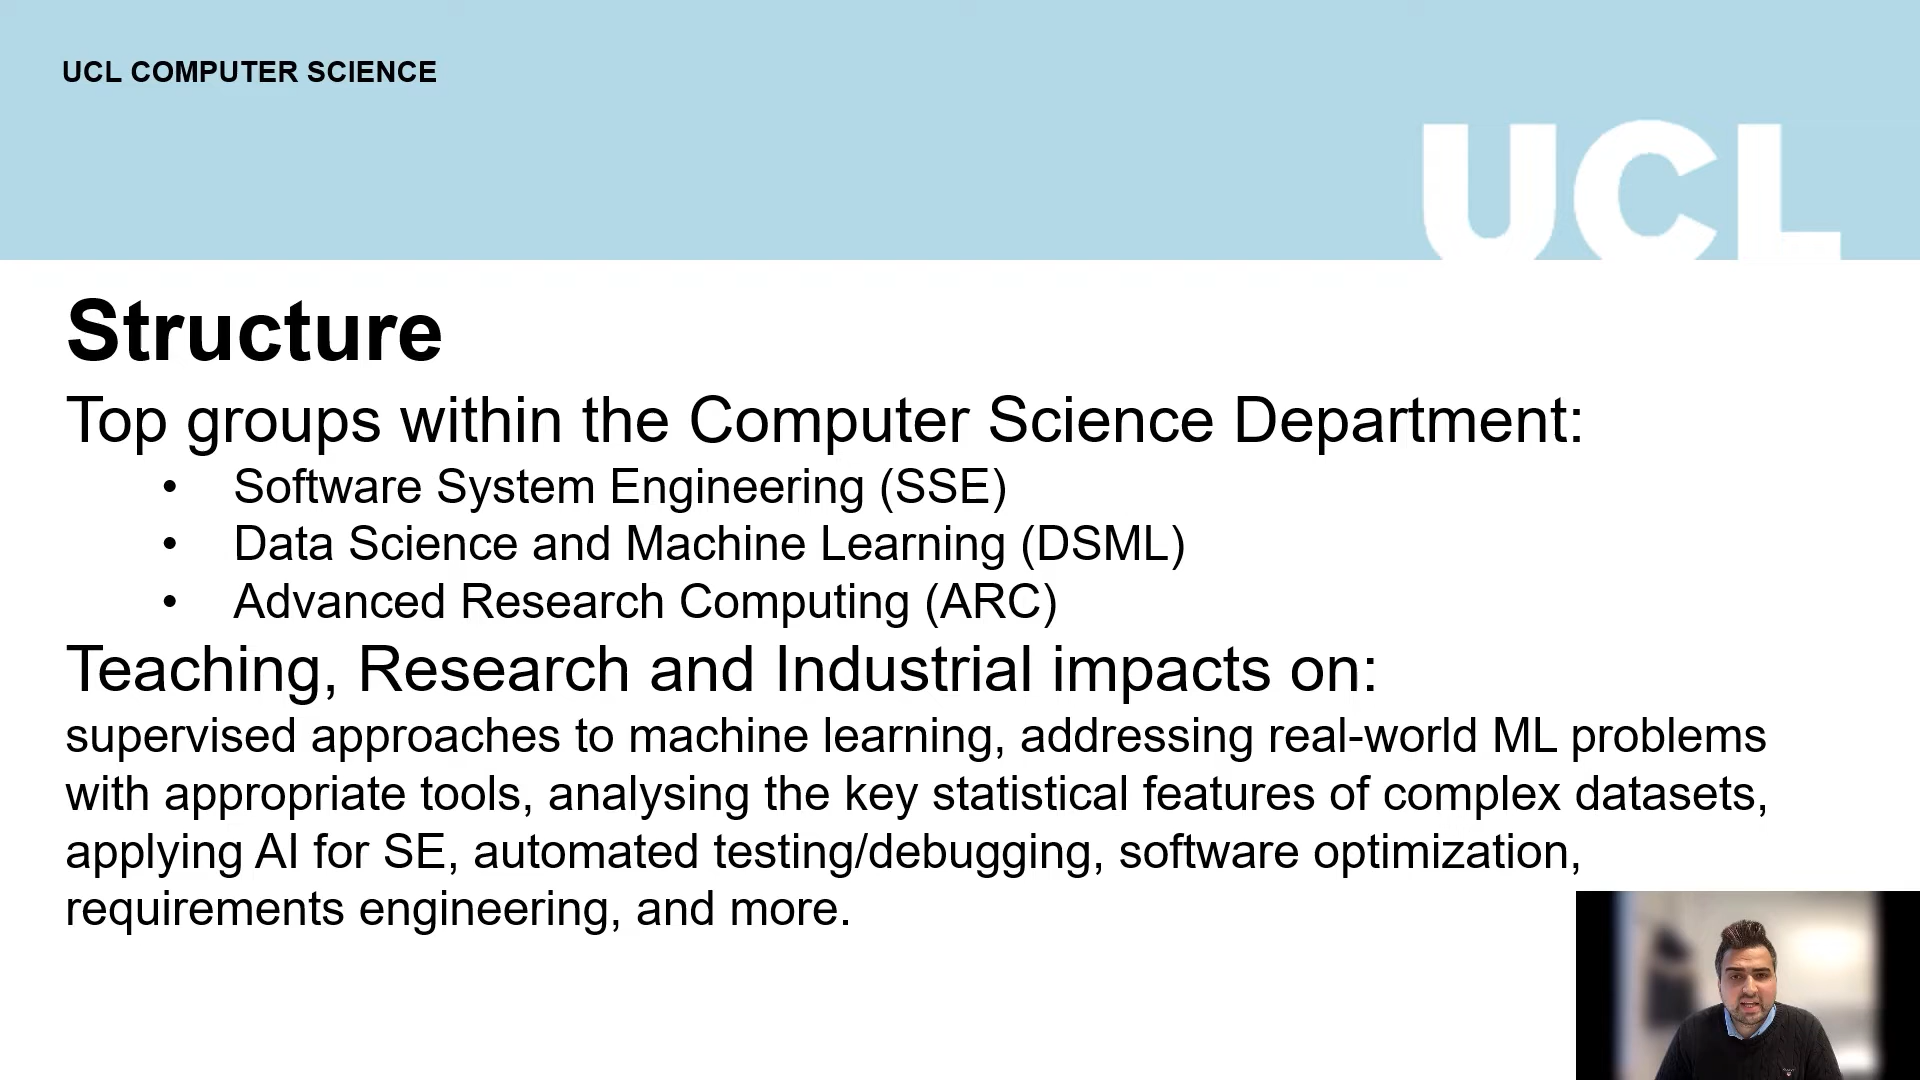 UCL COMPUTER SCIENCE
UCL
Structure
Top groups within the Computer Science Department:
• Software System Engineering (SSE)
• Data Science and Machine Learning (DSML)
• Advanced Research Computing (ARC)
Teaching, Research and Industrial impacts on:
supervised approaches to machine learning, addressing real-world ML problems
with appropriate tools, analysing the key statistical features of complex datasets,
applying AI for SE, automated testing/debugging, software optimization,
requirements engineering, and more.